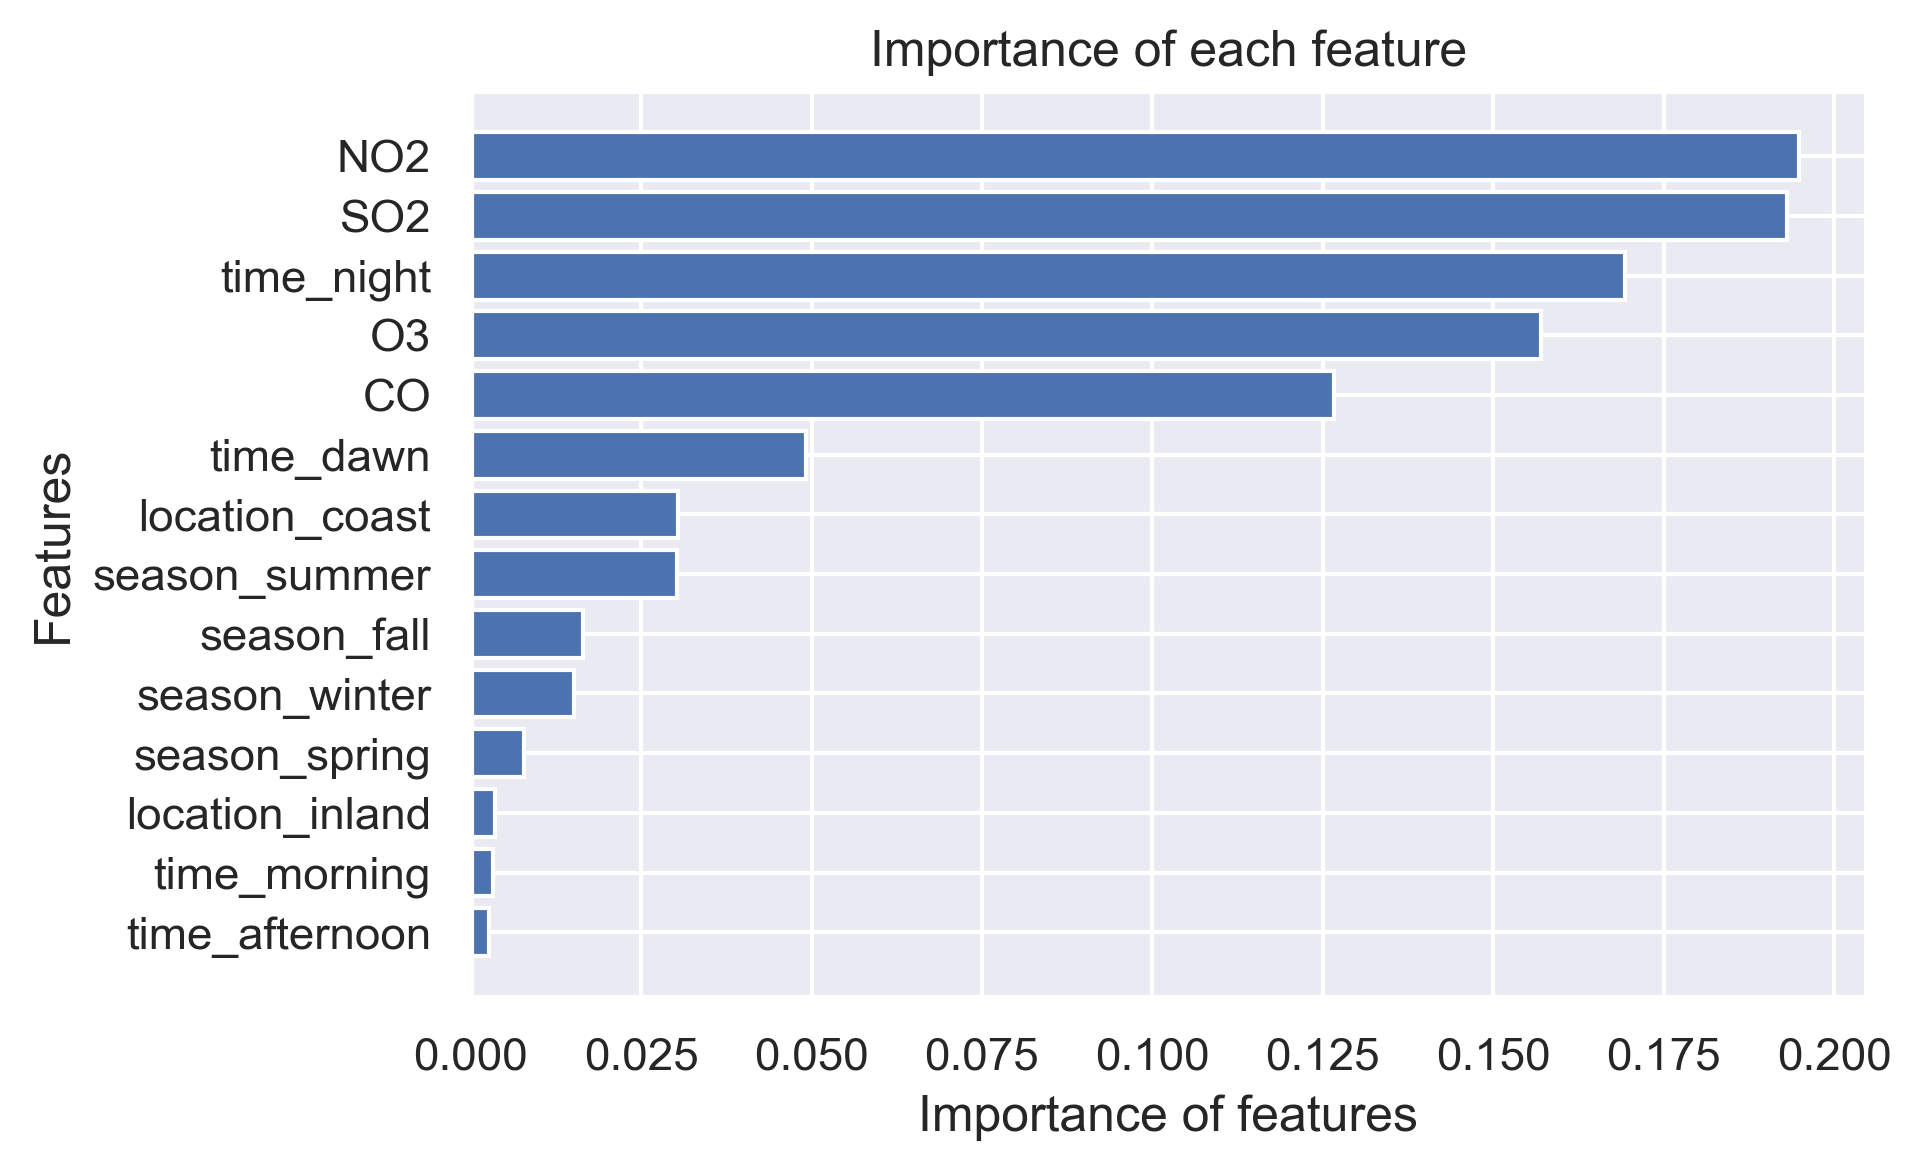 Importance of each feature
NO2
SO2
time_night
O3
CO
time_dawn
location_coast
season_summer
season_fall
season_winter
season_spring
location_inland
time_morning
time_afternoon
Features
0.000 0.025 0.050 0.075 0.100 0.125 0.150 0.175 0.200
Importance of features